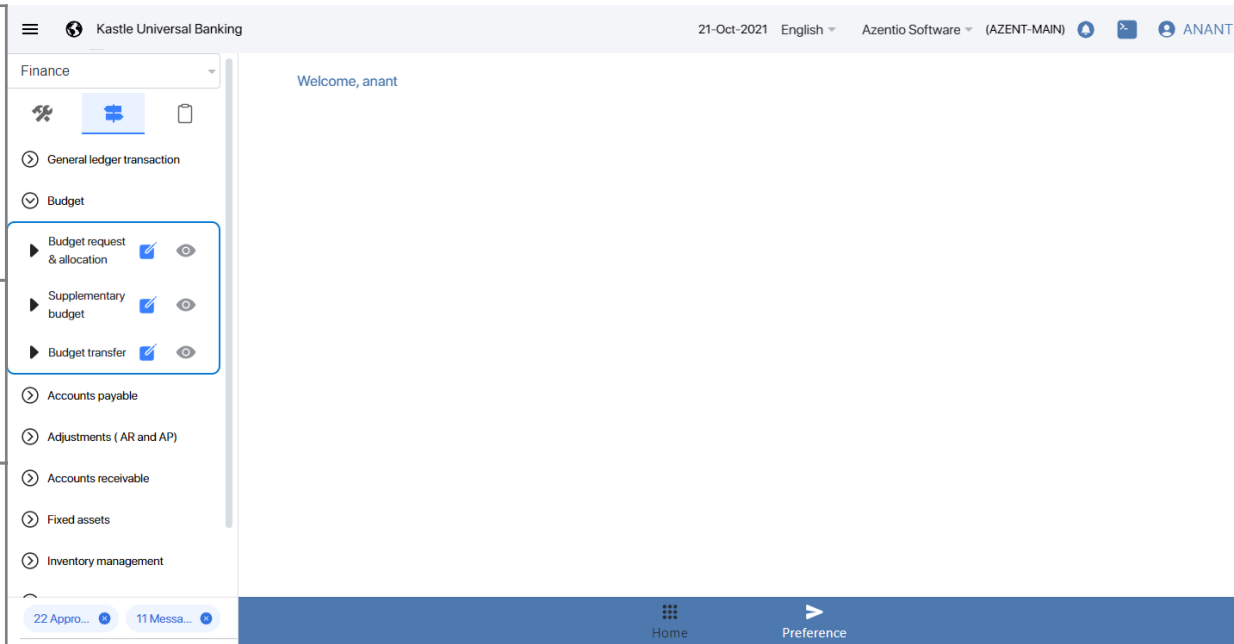 Kastle Universal Banking
21-Oct-2021 English Azentio Software (AZENT-MAIN) ANANT
Finance
Welcome, anant
General ledger transaction
Budget
Budget request
& allocation
Supplementary
budget
Budget transfer
Accounts payable
Adjustments ( AR and AP)
Accounts receivable
Fixed assets
Inventory management
22 Appro... 11 Messa...
Home Preference